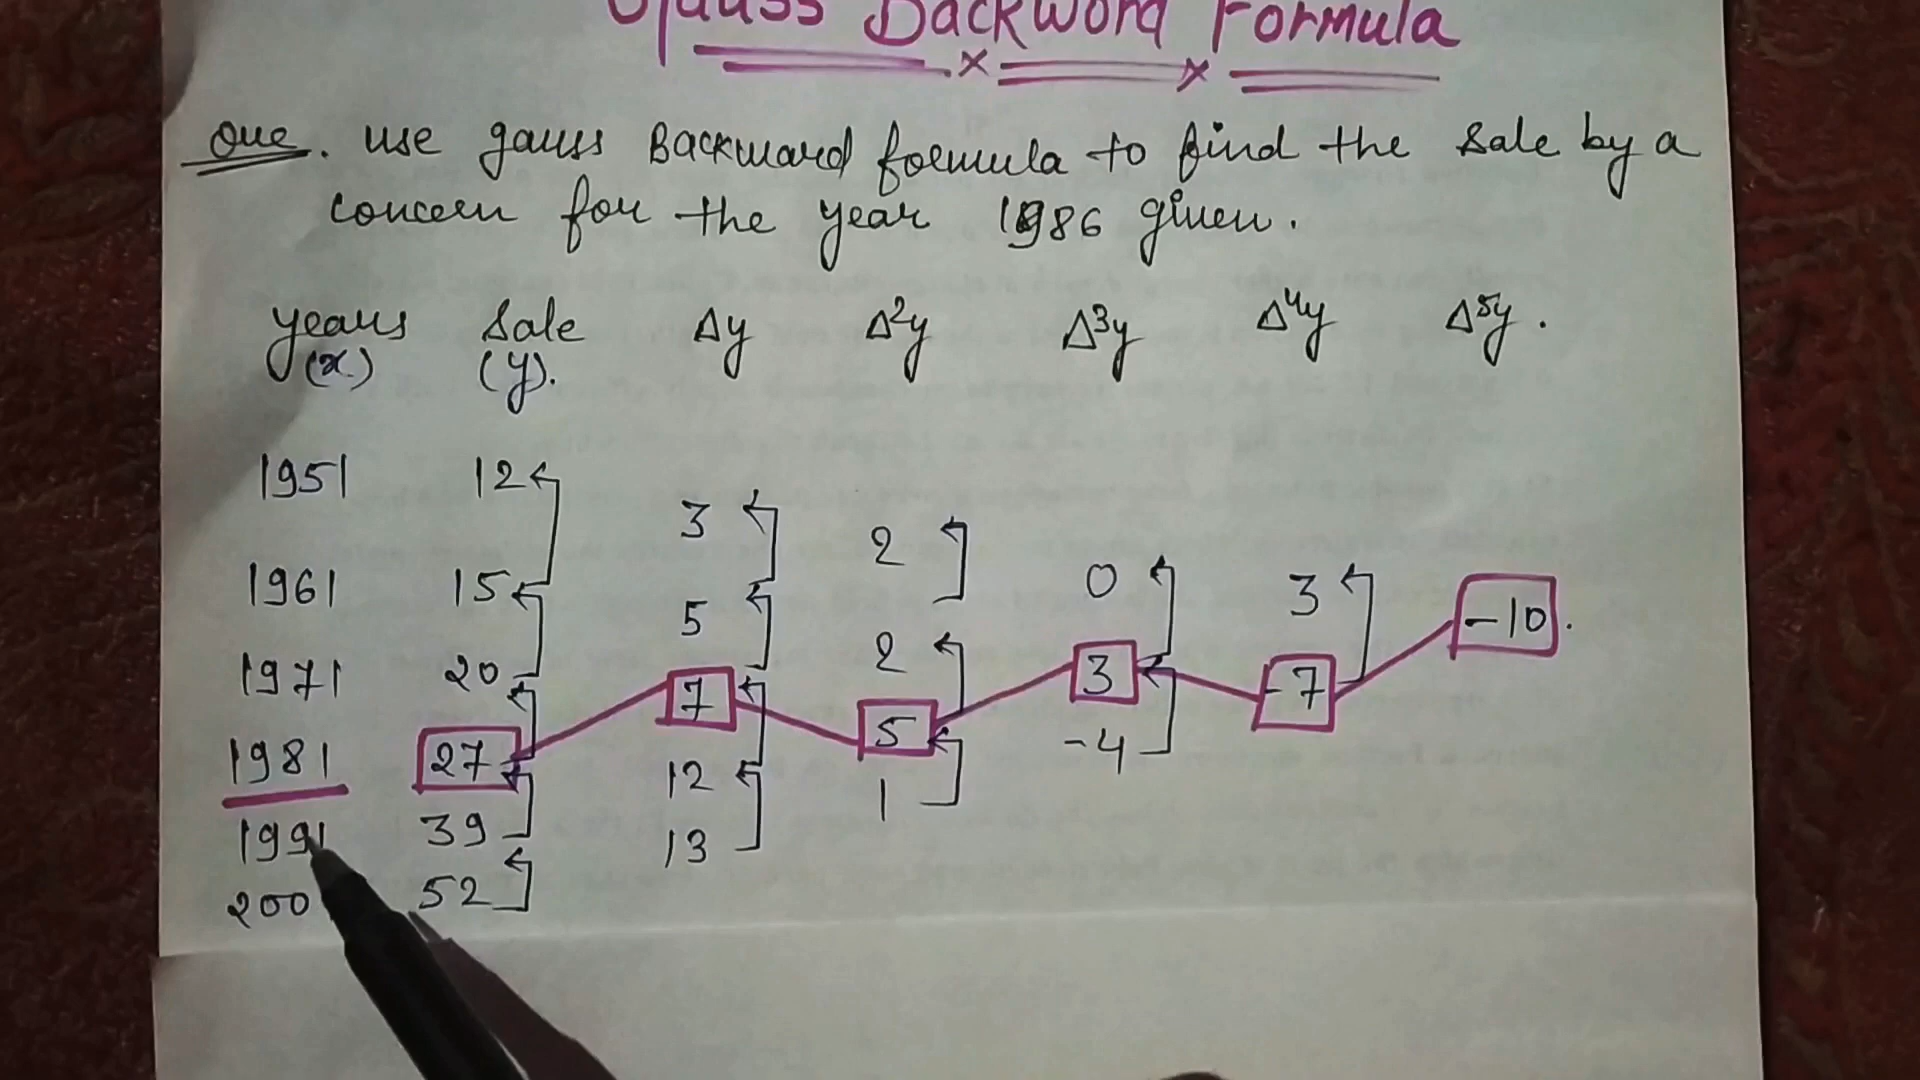 Gauss Backword Formula
Que. use gauss Backward formula to find the Sale by a
concern for the year 1986 given.
years Sale Δy Δ²y Δ³y Δ⁴y Δ⁵y.
(x) (y).
1951 12
3
2
1961 15 0
5 3
2 -10.
1971 20 3
7 -7
5
1981 27 -4
12
1
1991 39
13
200 52